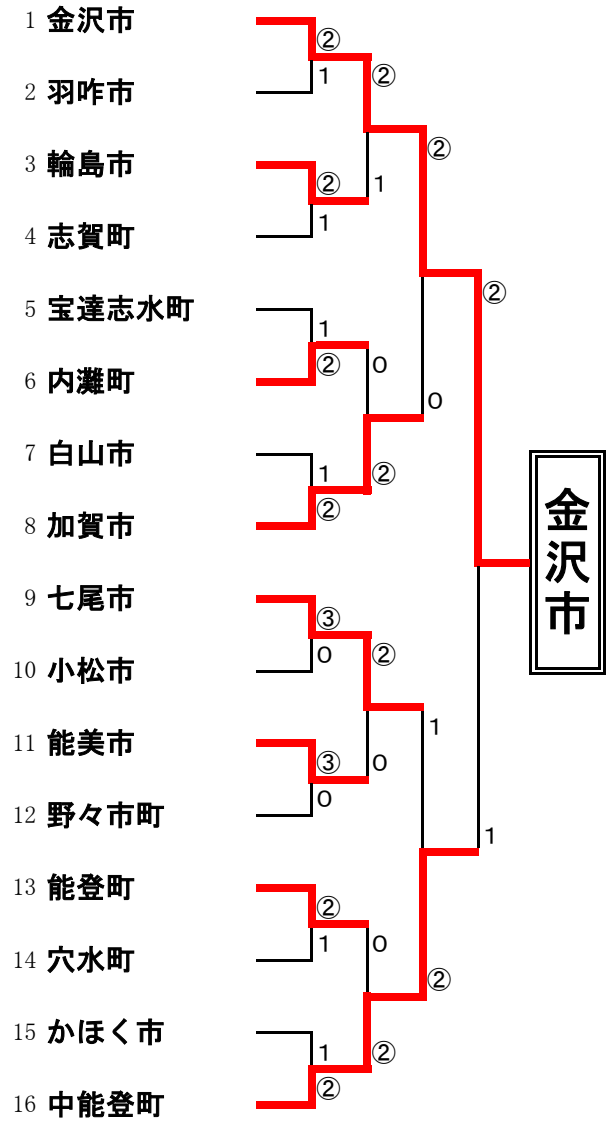 1 金沢市
②
1
②
2 羽咋市
②
3 輪島市
②
1
1
4 志賀町
②
5 宝達志水町
1
②
0
6 内灘町
0
7 白山市
1
②
②
8 加賀市
金沢市
9 七尾市
③
0
②
10 小松市
1
11 能美市
③
0
0
12 野々市町
1
13 能登町
②
1
0
14 穴水町
②
15 かほく市
1
②
②
16 中能登町